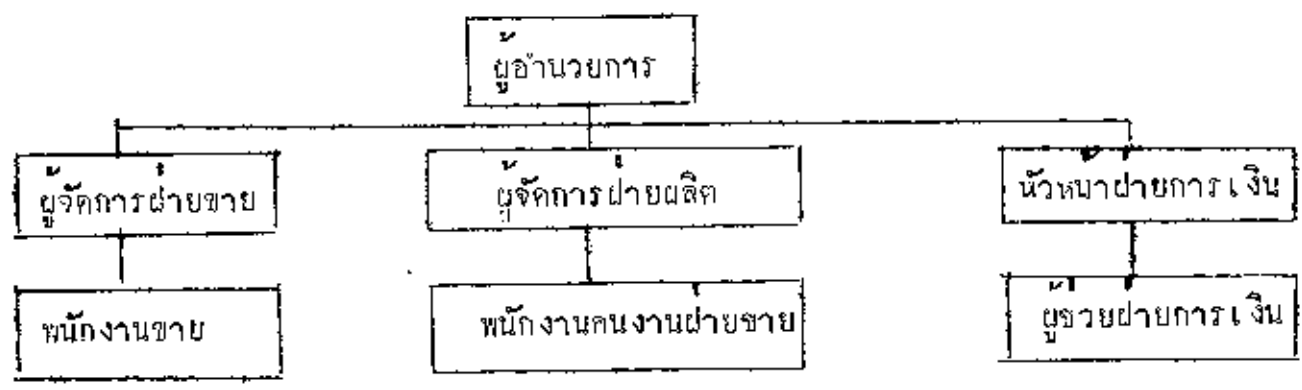 ผู้อำนวยการ
ผู้จัดการฝ่ายขาย
ผู้จัดการฝ่ายผลิต
หัวหน้าฝ่ายการเงิน
พนักงานขาย
พนักงานคนงานฝ่ายขาย
ผู้ช่วยฝ่ายการเงิน